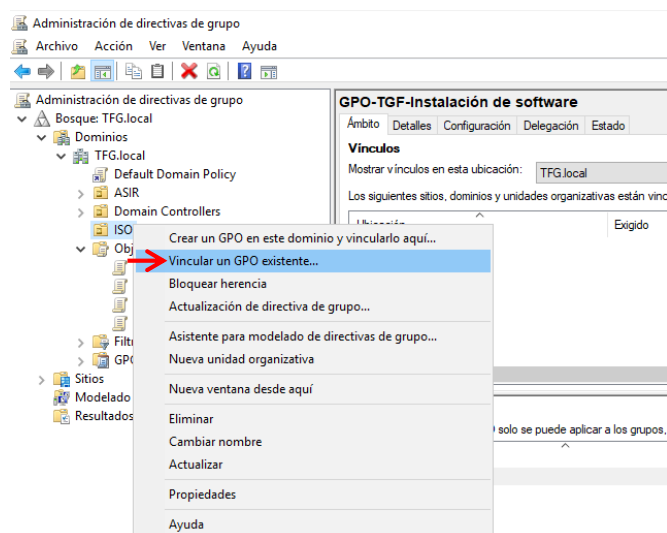 Administración de directivas de grupo
Archivo Acción Ver Ventana Ayuda
Administración de directivas de grupo
Bosque: TFG.local
Dominios
TFG.local
Default Domain Policy
ASIR
Domain Controllers
ISO
Obj
Filt
GPO
Sitios
Modelado
Resultados
GPO-TGF-Instalación de software
Ámbito Detalles Configuración Delegación Estado
Vínculos
Mostrar vínculos en esta ubicación: TFG.local
Los siguientes sitios, dominios y unidades organizativas están vinc
Exigido
Crear un GPO en este dominio y vincularlo aquí...
Vincular un GPO existente...
Bloquear herencia
Actualización de directiva de grupo...
Asistente para modelado de directivas de grupo...
Nueva unidad organizativa
Nueva ventana desde aquí
Eliminar
Cambiar nombre
Actualizar
Propiedades
Ayuda
solo se puede aplicar a los grupos,